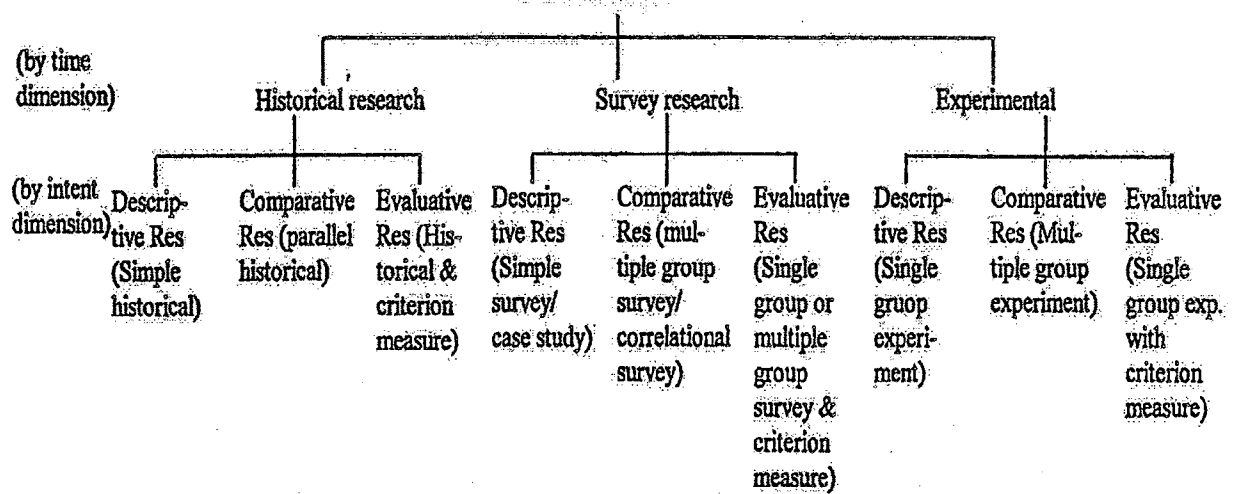 (by time
dimension)
Historical research
Survey research
Experimental
(by intent
dimension)
Descrip-
tive Res
(Simple
historical)
Comparative
Res (parallel
historical)
Evaluative
Res (His-
torical &
criterion
measure)
Descrip-
tive Res
(Simple
survey/
case study)
Comparative
Res (mul-
tiple group
survey/
correlational
survey)
Evaluative
Res
(Single
group or
multiple
group
survey &
criterion
measure)
Descrip-
tive Res
(Single
gruop
experi-
ment)
Comparative
Res (Mul-
tiple group
experiment)
Evaluative
Res
(Single
group exp.
with
criterion
measure)